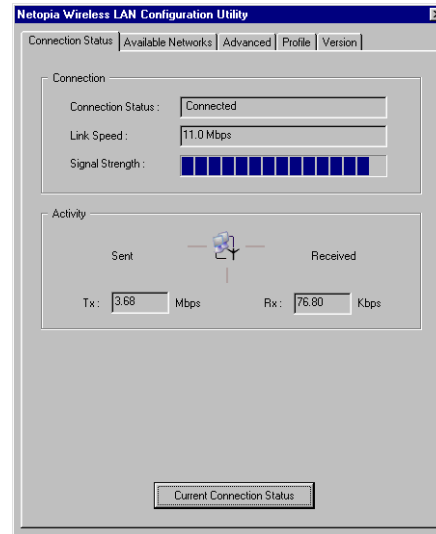 Netopia Wireless LAN Configuration Utility
Connection Status Available Networks Advanced Profile Version
Connection
Connection Status : Connected
Link Speed : 11.0 Mbps
Signal Strength :
Activity
Sent Received
Tx : 3.68 Mbps Rx : 76.80 Kbps
Current Connection Status